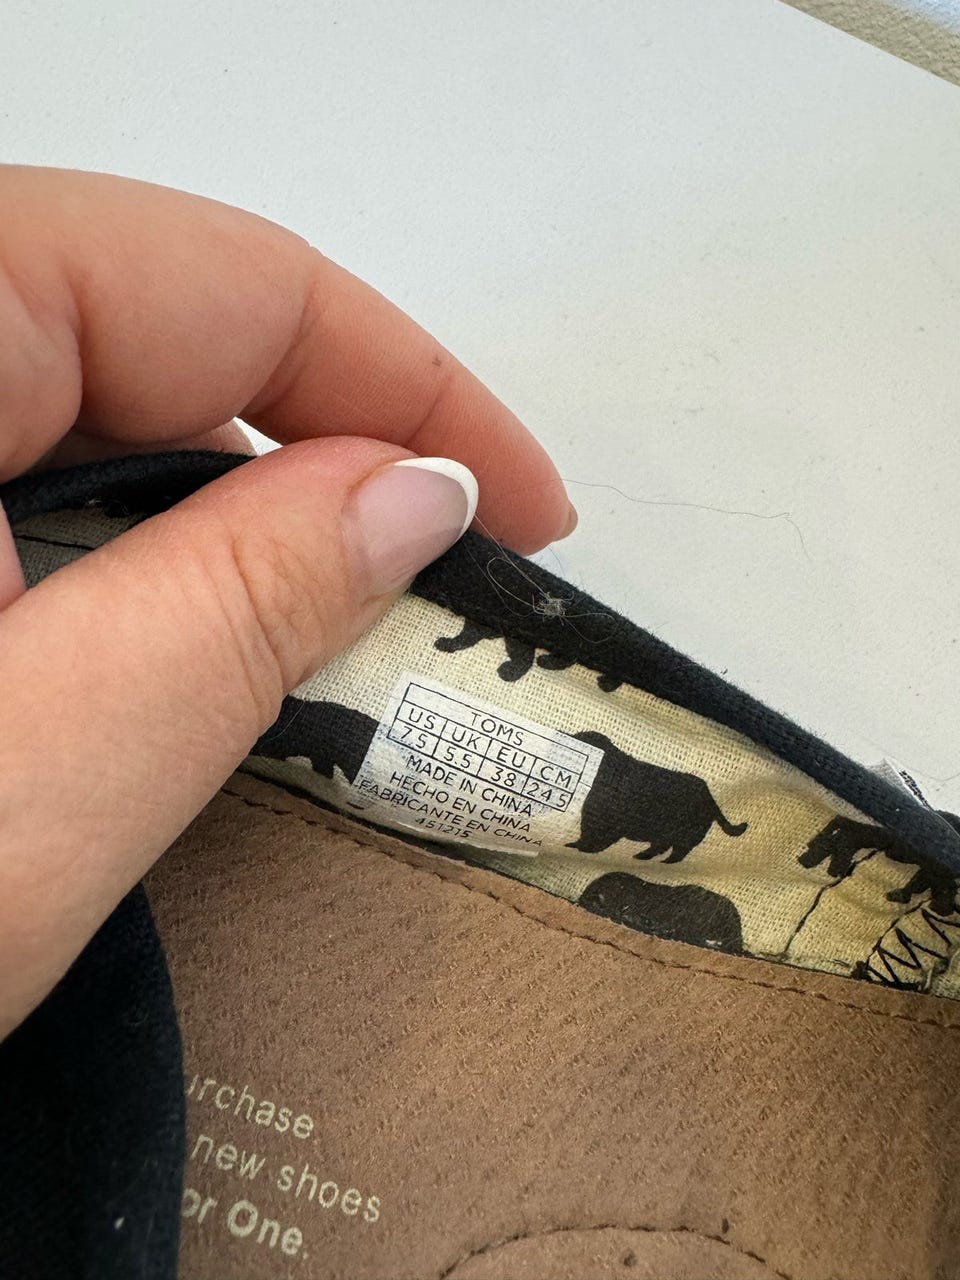 TOMS
US UK EU CM
7.5 5.5 38 24.5
MADE IN CHINA
HECHO EN CHINA
FABRICANTE EN CHINA
451215
new shoes
One.